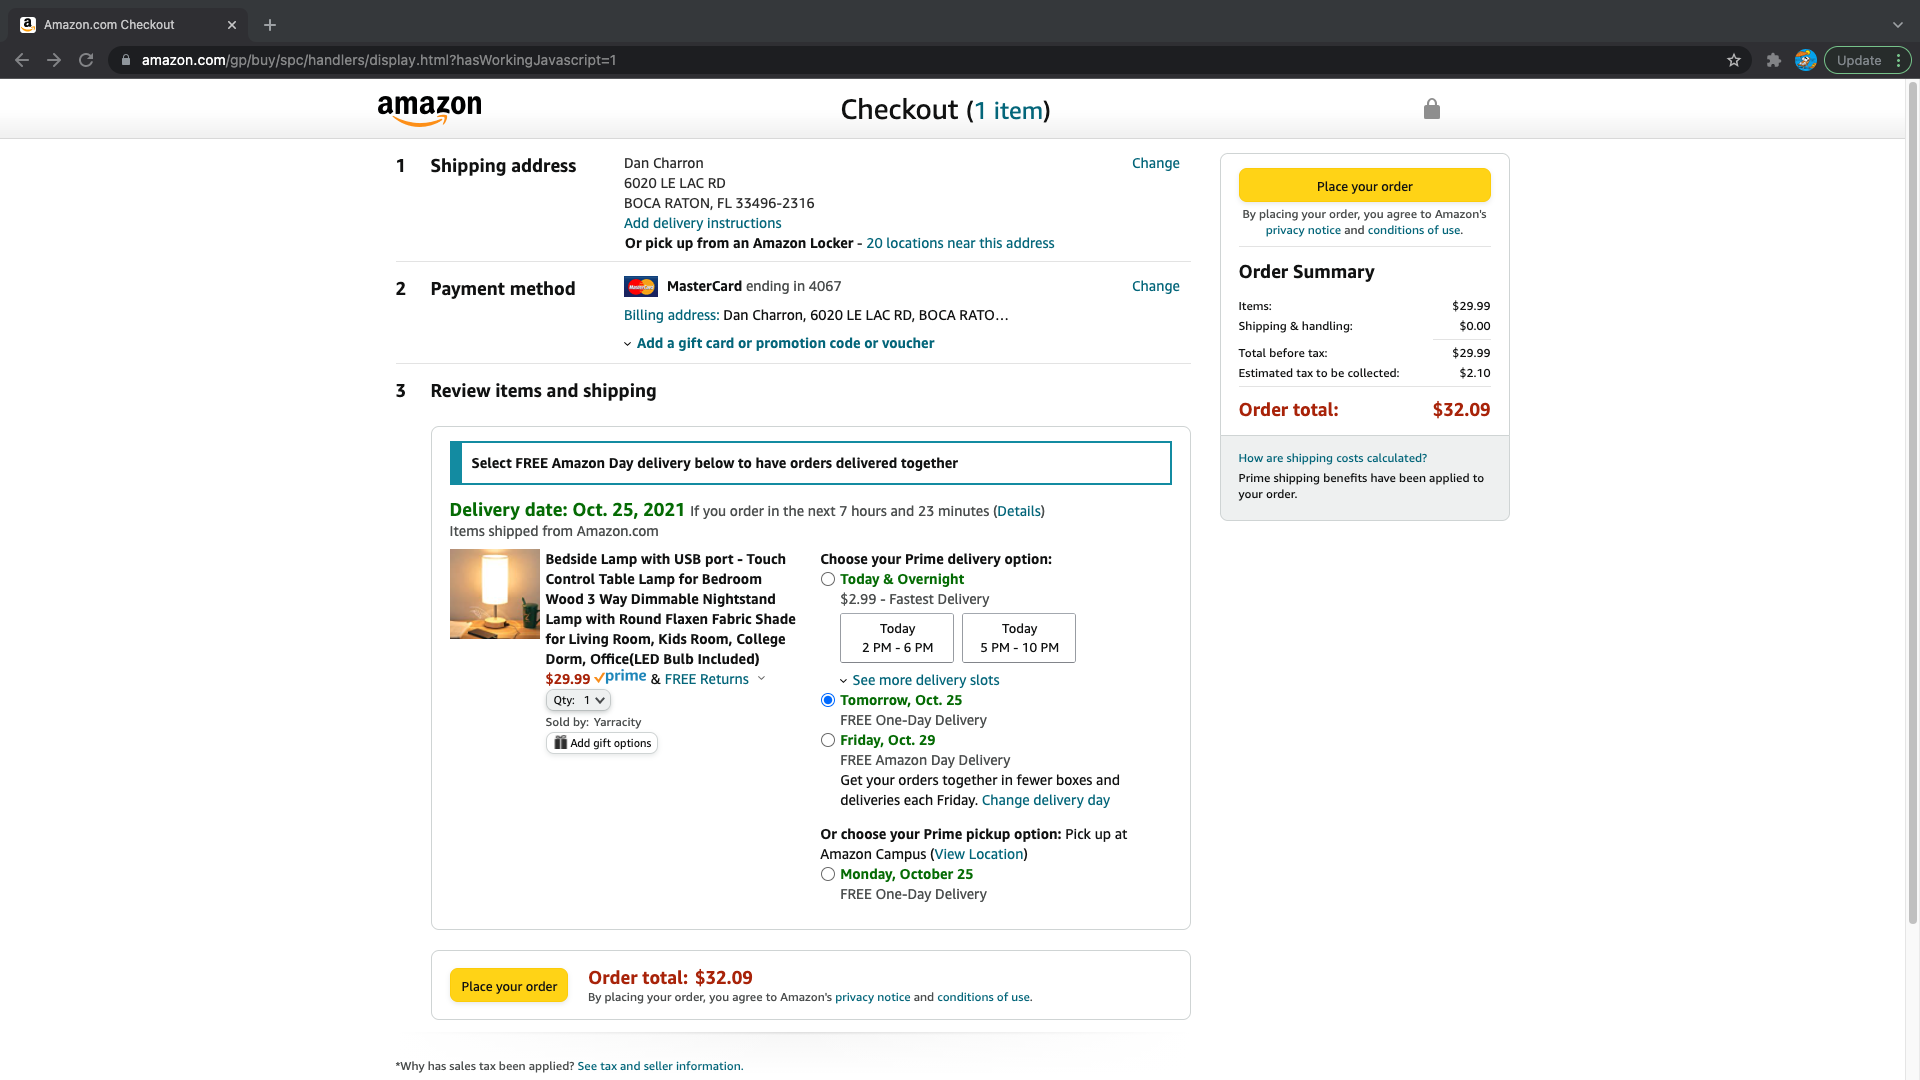 Amazon.com Checkout
amazon.com/gp/buy/spc/handlers/display.html?hasWorkingJavascript=1
Update
amazon
Checkout (1 item)
1 Shipping address
Dan Charron
6020 LE LAC RD
BOCA RATON, FL 33496-2316
Add delivery instructions
Or pick up from an Amazon Locker - 20 locations near this address
Change
2 Payment method
MasterCard
MasterCard ending in 4067
Change
Billing address: Dan Charron, 6020 LE LAC RD, BOCA RATO…
Add a gift card or promotion code or voucher
3 Review items and shipping
Select FREE Amazon Day delivery below to have orders delivered together
Delivery date: Oct. 25, 2021 If you order in the next 7 hours and 23 minutes (Details)
Items shipped from Amazon.com
Bedside Lamp with USB port - Touch
Control Table Lamp for Bedroom
Wood 3 Way Dimmable Nightstand
Lamp with Round Flaxen Fabric Shade
for Living Room, Kids Room, College
Dorm, Office(LED Bulb Included)
$29.99 prime & FREE Returns
Qty: 1
Sold by: Yarracity
Add gift options
Choose your Prime delivery option:
Today & Overnight
$2.99 - Fastest Delivery
Today
2 PM - 6 PM
Today
5 PM - 10 PM
See more delivery slots
Tomorrow, Oct. 25
FREE One-Day Delivery
Friday, Oct. 29
FREE Amazon Day Delivery
Get your orders together in fewer boxes and
deliveries each Friday. Change delivery day
Or choose your Prime pickup option: Pick up at
Amazon Campus (View Location)
Monday, October 25
FREE One-Day Delivery
Place your order
Order total: $32.09
By placing your order, you agree to Amazon's privacy notice and conditions of use.
*Why has sales tax been applied? See tax and seller information.
Place your order
By placing your order, you agree to Amazon's
privacy notice and conditions of use.
Order Summary
Items: $29.99
Shipping & handling: $0.00
Total before tax: $29.99
Estimated tax to be collected: $2.10
Order total: $32.09
How are shipping costs calculated?
Prime shipping benefits have been applied to
your order.